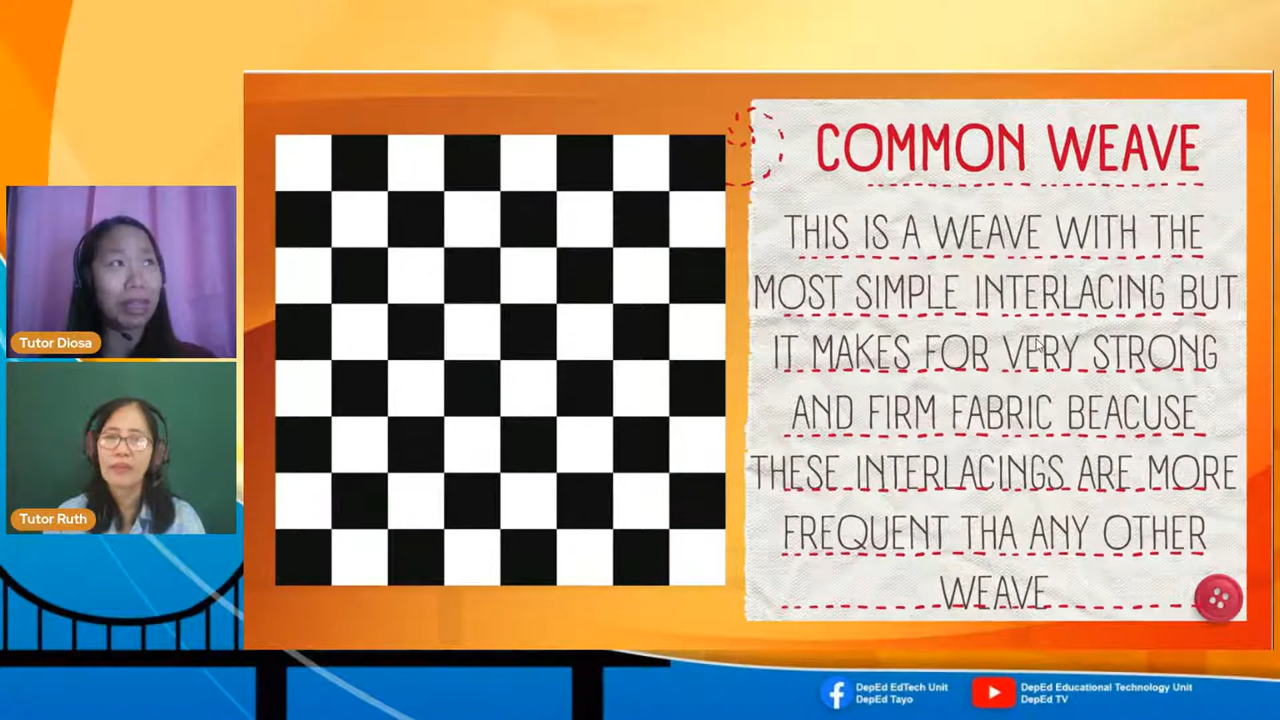 COMMON WEAVE
THIS IS A WEAVE WITH THE
MOST SIMPLE INTERLACING BUT
IT MAKES FOR VERY STRONG
AND FIRM FABRIC BEACUSE
THESE INTERLACINGS ARE MORE
FREQUENT THA ANY OTHER
WEAVE
Tutor Diosa
Tutor Ruth
DepEd EdTech Unit
DepEd Tayo
DepEd Educational Technology Unit
DepEd TV